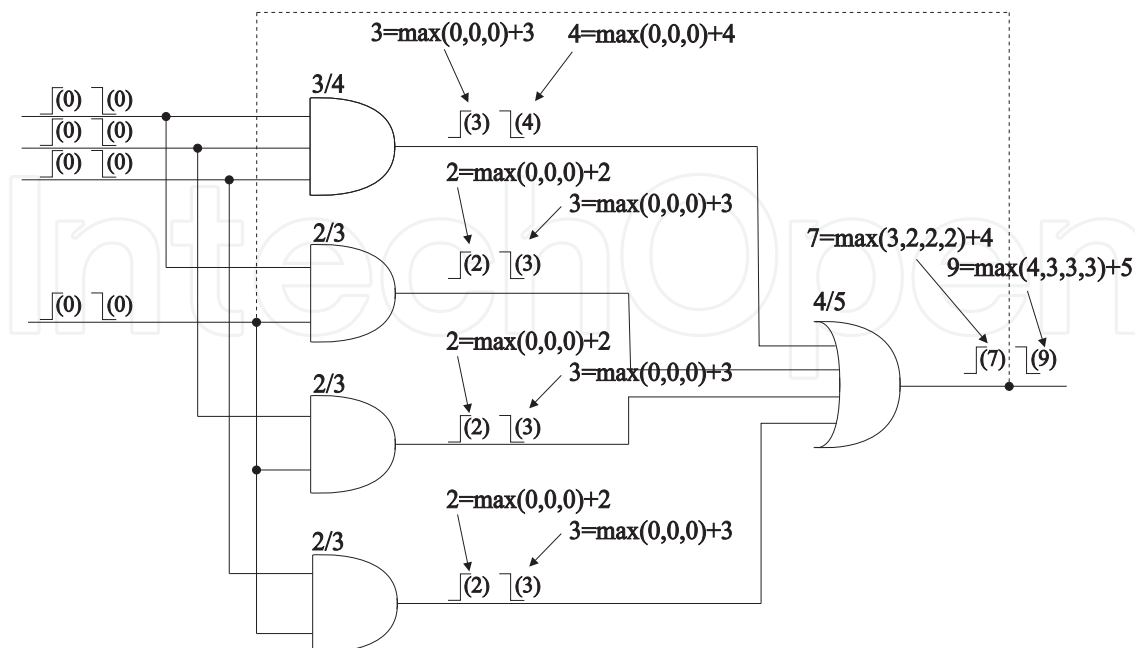 3=max(0,0,0)+3 4=max(0,0,0)+4
3/4
(0) (0)
(3) (4)
(0) (0)
(0) (0)
2=max(0,0,0)+2
3=max(0,0,0)+3
2/3
(2) (3)
7=max(3,2,2,2)+4
9=max(4,3,3,3)+5
(0) (0)
4/5
IntechOpen
2=max(0,0,0)+2
3=max(0,0,0)+3
(7) (9)
2/3
(2) (3)
2=max(0,0,0)+2
3=max(0,0,0)+3
2/3
(2) (3)